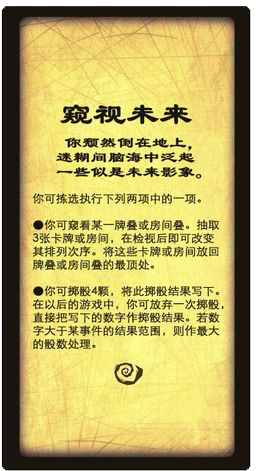 窥视未来
你颓然倒在地上，
迷糊间脑海中泛起
一些似是未来影象。
你可拣选执行下列两项中的一项。
●你可窥看某一牌叠或房间叠。抽取
3张卡牌或房间，在检视后即可改变
其排列次序。将这些卡牌或房间放回
牌叠或房间叠的最顶处。
●你可掷骰4颗，将此掷骰结果写下。
在以后的游戏中，你可放弃一次掷骰，
直接把写下的数字作掷骰结果。若数
字大于某事件的结果范围，则作最大
的骰数处理。